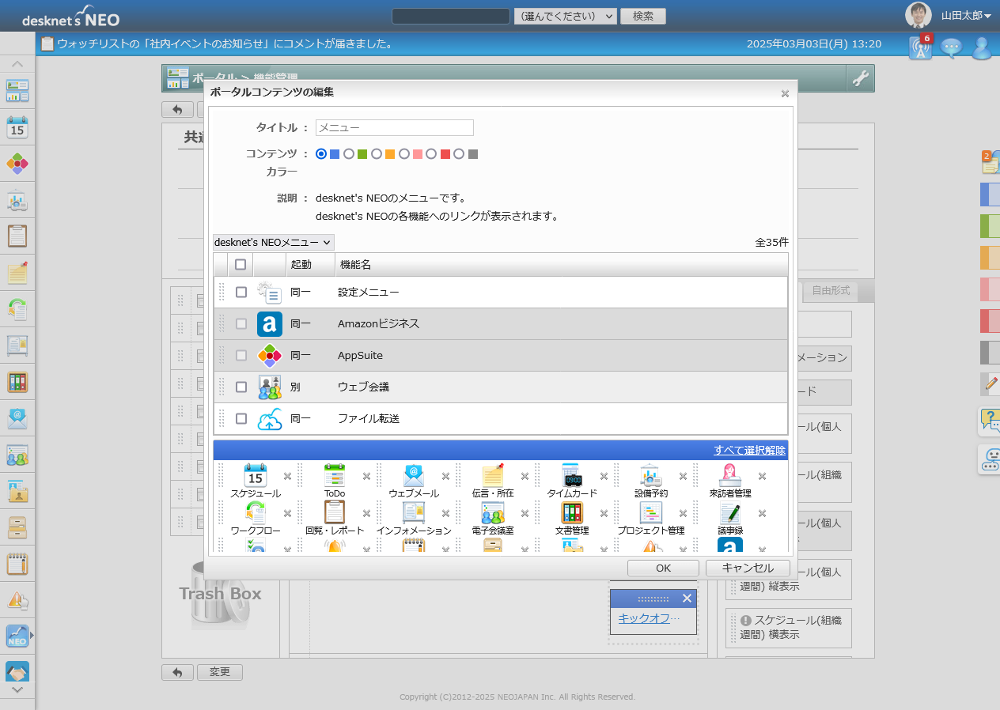 desknet's NEO
(選んでください)
検索
山田太郎
ウォッチリストの「社内イベントのお知らせ」にコメントが届きました。
2025年03月03日(月) 13:20
6
ポータル > 機能管理
ポータルコンテンツの編集
15
2
共通
タイトル :
メニュー
コンテンツ :
カラー
説明 :
desknet's NEOのメニューです。
desknet's NEOの各機能へのリンクが表示されます。
desknet's NEOメニュー
全35件
起動
機能名
設定メニュー
同一
Amazonビジネス
同一
AppSuite
同一
ウェブ会議
別
ファイル転送
同一
自由形式
メーション
ード
ール(個人
ール(組織
ール(個人
ール(個人
週間) 縦表示
スケジュール(組織
週間) 横表示
すべて選択解除
15
09:00
スケジュール
ToDo
ウェブメール
伝言・所在
タイムカード
設備予約
来訪者管理
ワークフロー
回覧・レポート
インフォメーション
電子会議室
文書管理
プロジェクト管理
議事録
OK
キャンセル
Trash Box
キックオフ…
NEO
変更
Copyright (C)2012-2025 NEOJAPAN Inc. All Rights Reserved.